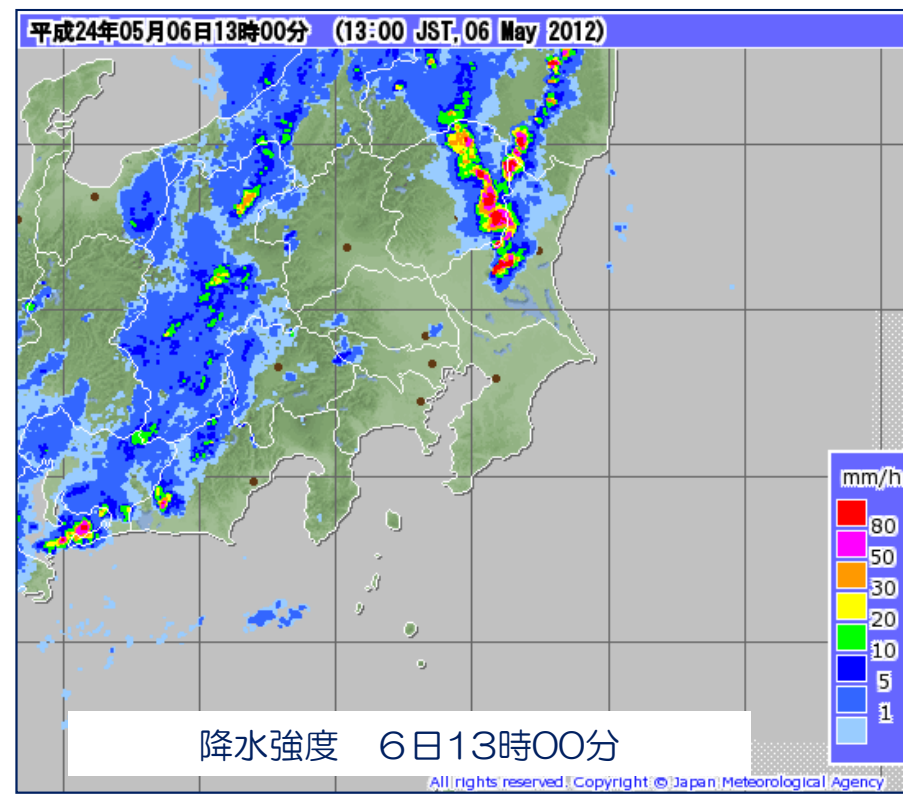 平成24年05月06日13時00分 (13:00 JST, 06 May 2012)
mm/h
80
50
30
20
10
5
1
降水強度 6日13時00分
All rights reserved. Copyright © Japan Meteorological Agency